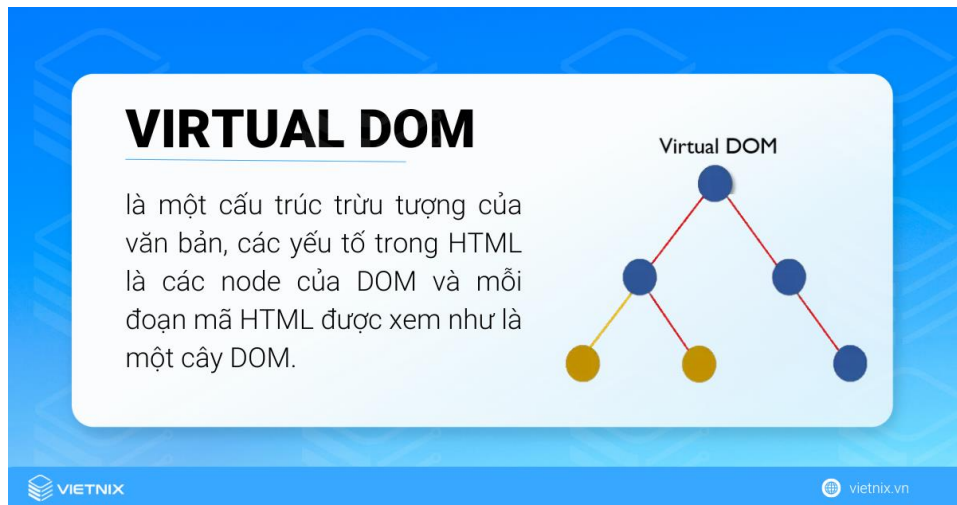 VIRTUAL DOM
là một cấu trúc trừu tượng của
văn bản, các yếu tố trong HTML
là các node của DOM và mỗi
đoạn mã HTML được xem như là
một cây DOM.
Virtual DOM
VIETNIX
vietnix.vn